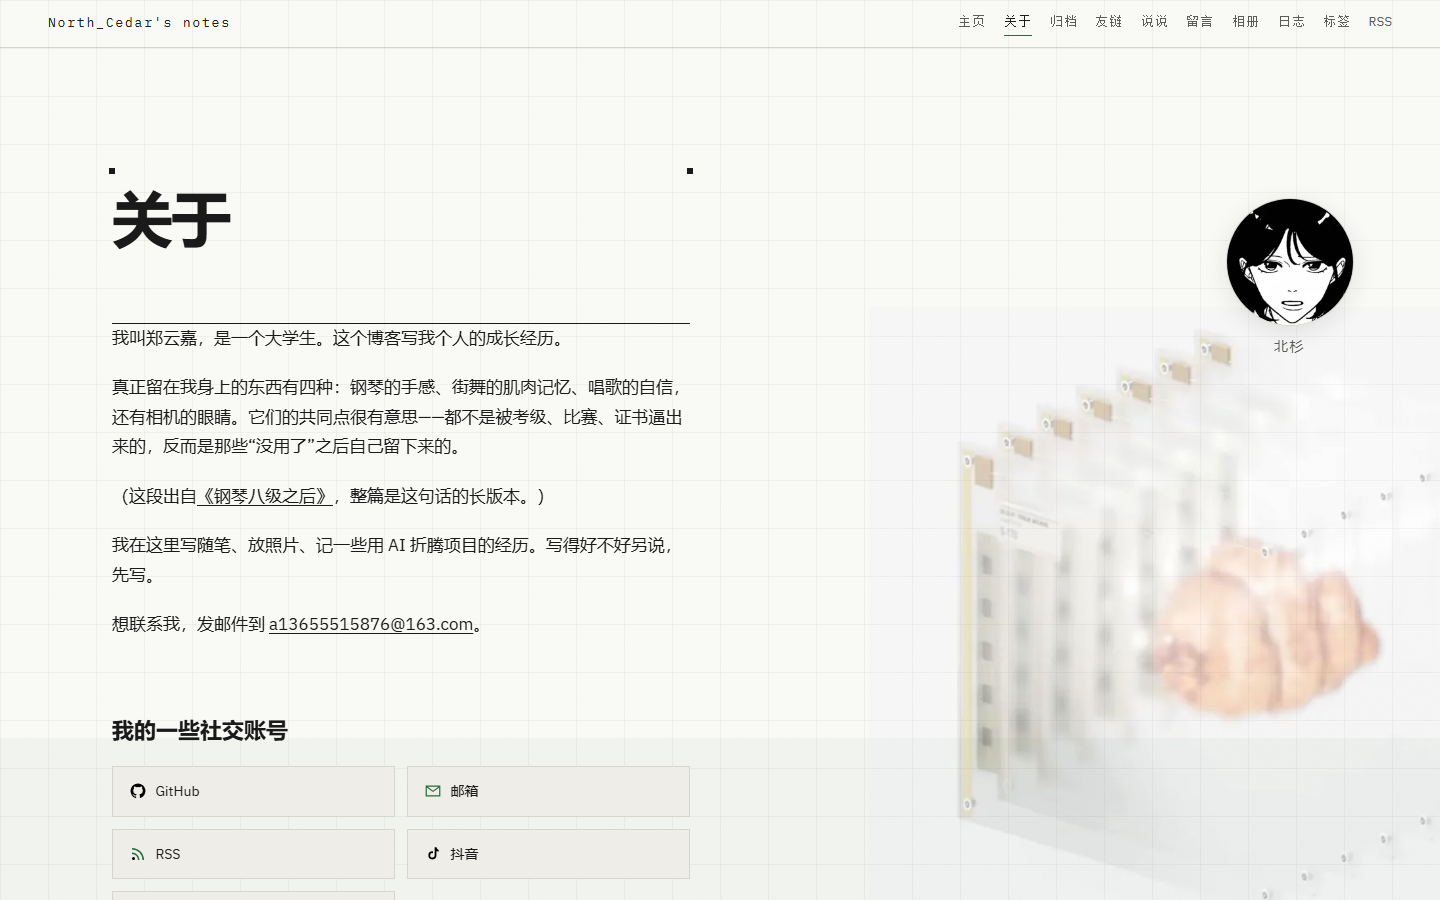 North_Cedar's notes
主页 关于 归档 友链 说说 留言 相册 日志 标签 RSS
关于
我叫郑云嘉，是一个大学生。这个博客写我个人的成长经历。
真正留在我身上的东西有四种：钢琴的手感、街舞的肌肉记忆、唱歌的自信，
还有相机的眼睛。它们的共同点很有意思——都不是被考级、比赛、证书逼出
来的，反而是那些“没用了”之后自己留下来的。
（这段出自《钢琴八级之后》，整篇是这句话的长版本。）
我在这里写随笔、放照片、记一些用 AI 折腾项目的经历。写得好不好另说，
先写。
想联系我，发邮件到 a13655515876@163.com。
我的一些社交账号
GitHub
邮箱
RSS
抖音
北杉